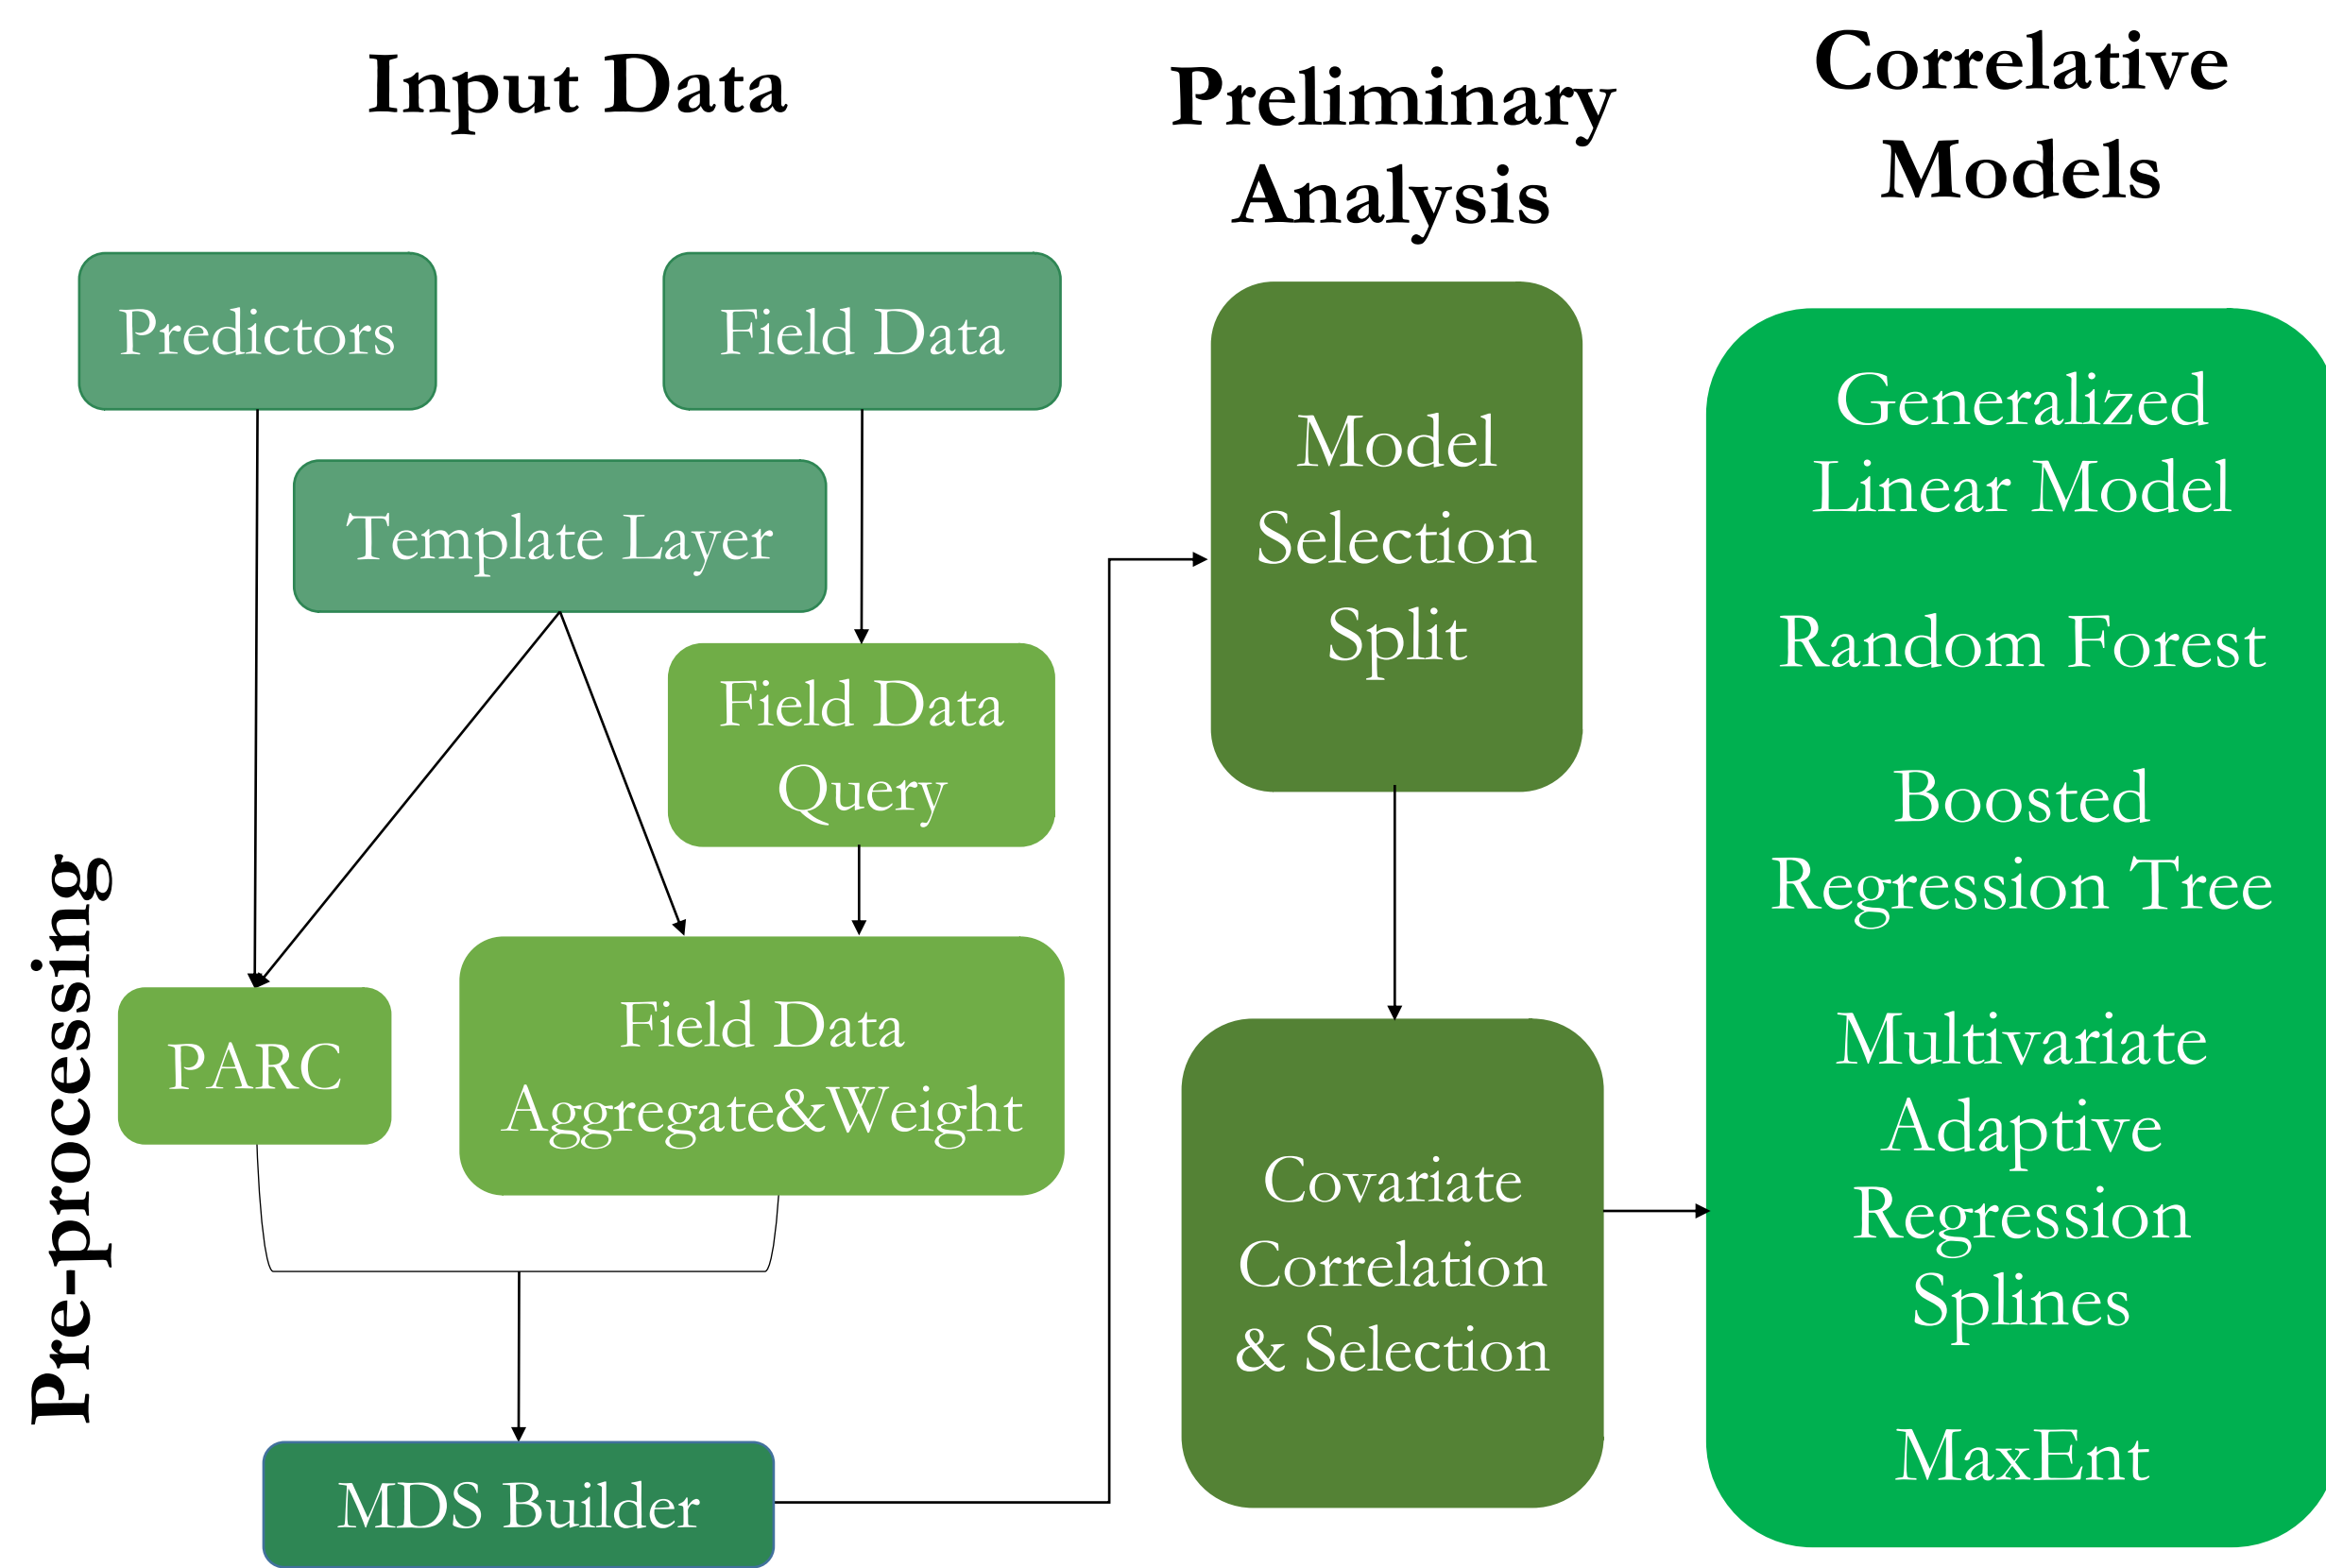 Input Data
Preliminary
Analysis
Correlative
Models
Predictors
Field Data
Template Layer
Field Data
Query
Pre-processing
PARC
Field Data
Aggregate&Weight
MDS Builder
Model
Selection
Split
Covariate
Correlation
& Selection
Generalized
Linear Model
Random Forest
Boosted
Regression Tree
Multivariate
Adaptive
Regression
Splines
MaxEnt